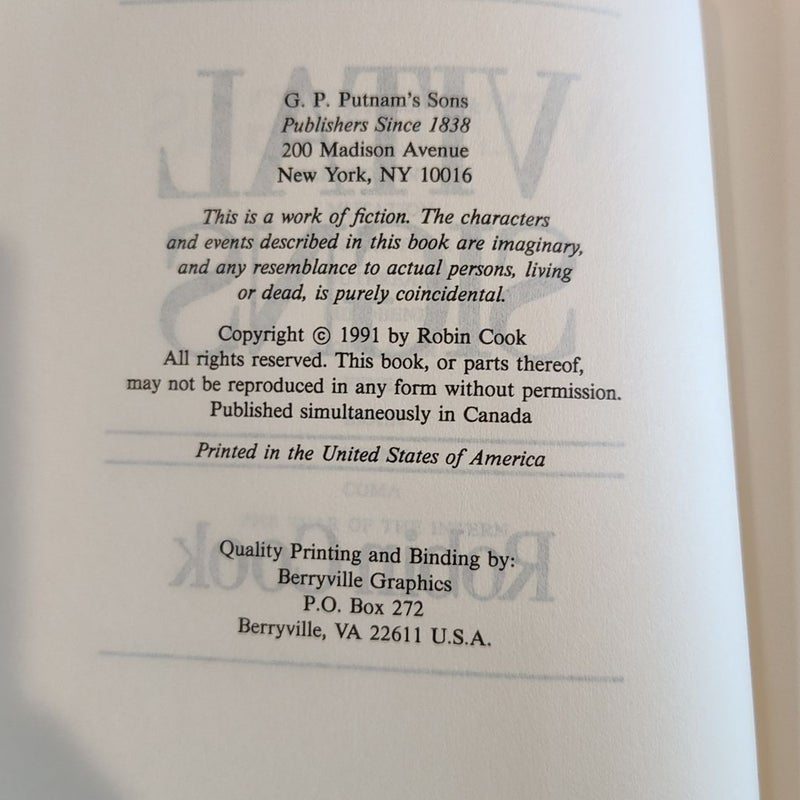 G. P. Putnam's Sons
Publishers Since 1838
200 Madison Avenue
New York, NY 10016
This is a work of fiction. The characters
and events described in this book are imaginary,
and any resemblance to actual persons, living
or dead, is purely coincidental.
Copyright © 1991 by Robin Cook
All rights reserved. This book, or parts thereof,
may not be reproduced in any form without permission.
Published simultaneously in Canada
Printed in the United States of America
COMA
Quality Printing and Binding by:
Berryville Graphics
P.O. Box 272
Berryville, VA 22611 U.S.A.